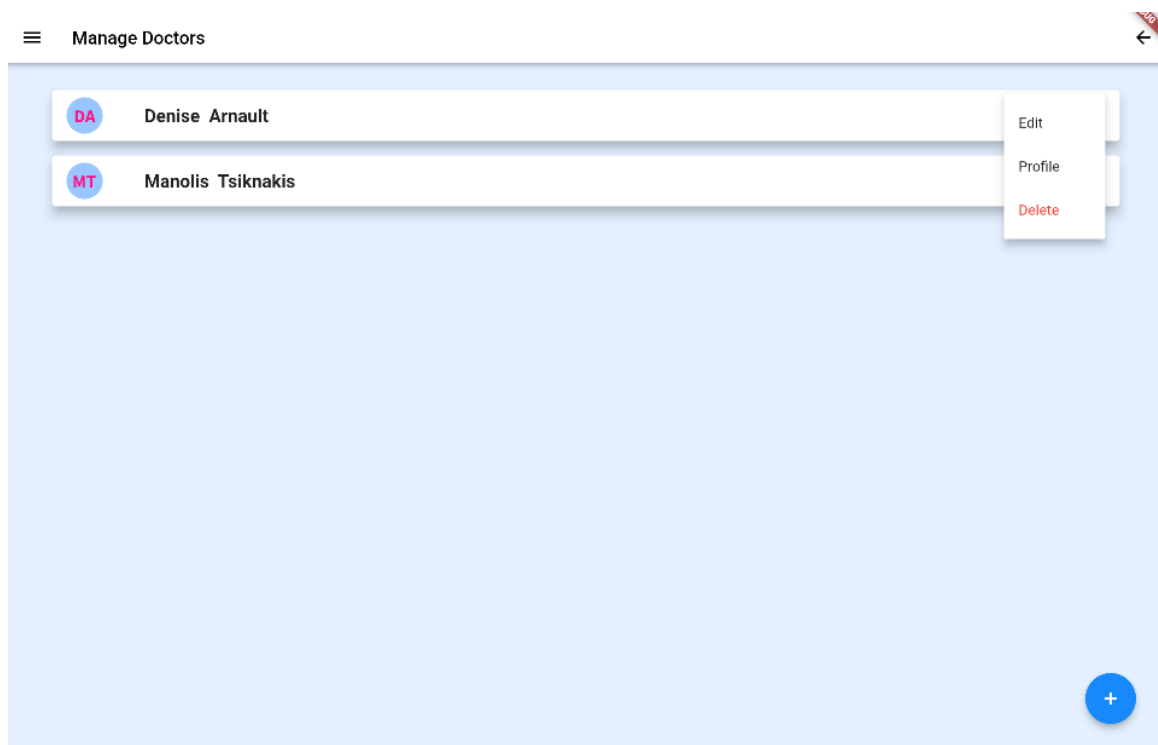 Manage Doctors
DA Denise Arnault
MT Manolis Tsiknakis
Edit
Profile
Delete